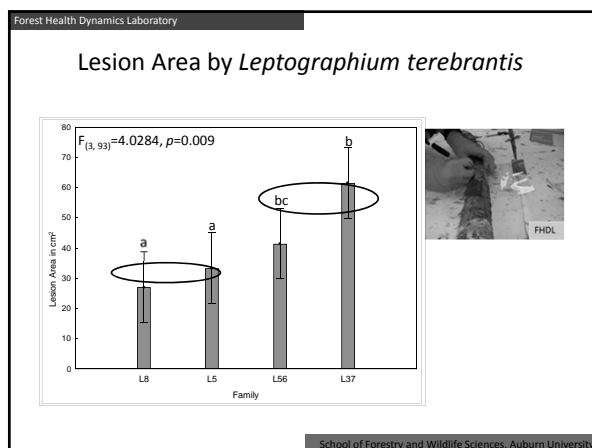 Forest Health Dynamics Laboratory
Lesion Area by Leptographium terebrantis
F(3, 93)=4.0284, p=0.009
80
70
60
50
40
30
20
10
0
Lesion Area in cm²
a
a
bc
b
L8 L5 L56 L37
Family
FHDL
School of Forestry and Wildlife Sciences, Auburn University